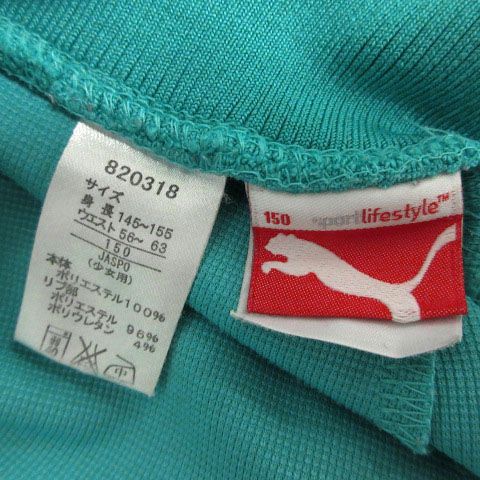 820318
サイズ
身長 145~155
ウエスト 56~ 63
150
JASPO
(少女用)
本体
ポリエステル100%
リブ部
ポリエステル 96%
ポリウレタン 4%
中
150 sportlifestyle™